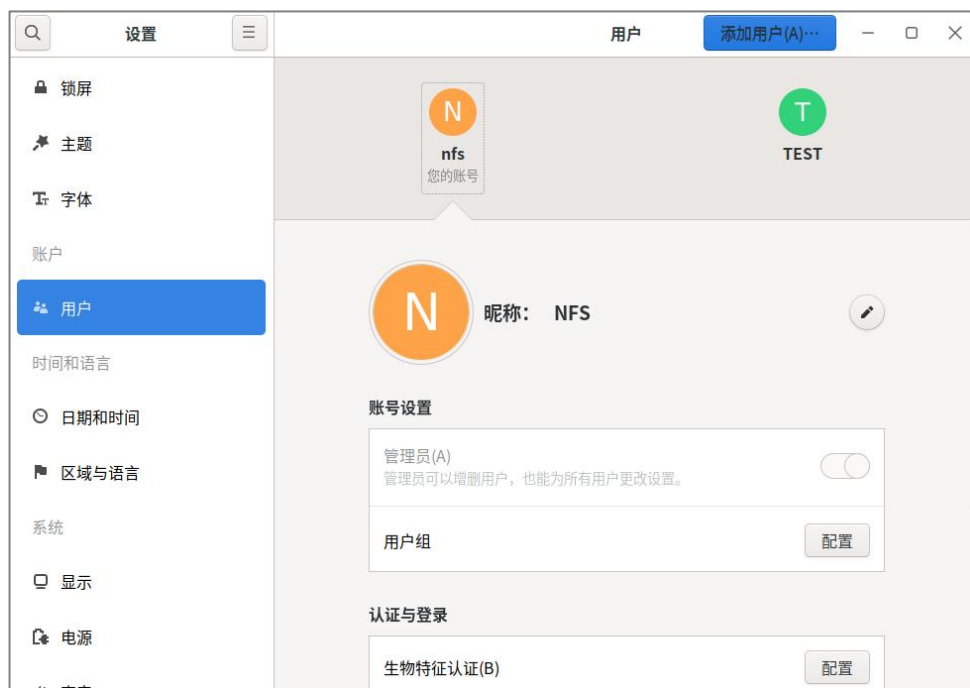 设置
用户
添加用户(A)…
锁屏
主题
字体
账户
用户
时间和语言
日期和时间
区域与语言
系统
显示
电源
N
nfs
您的账号
T
TEST
N
昵称： NFS
账号设置
管理员(A)
管理员可以增删用户，也能为所有用户更改设置。
用户组
配置
认证与登录
生物特征认证(B)
配置